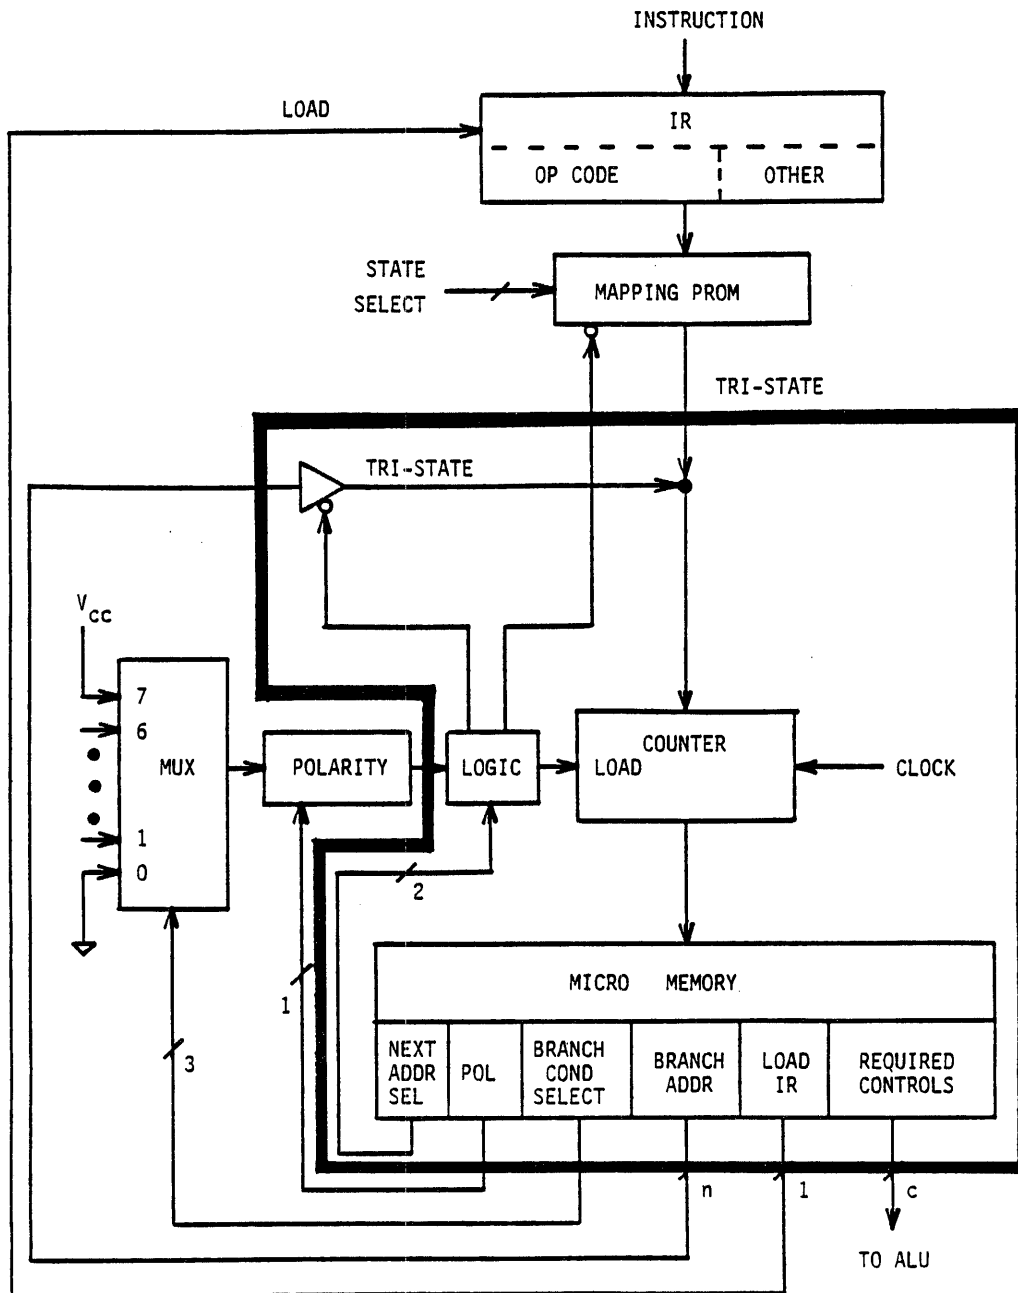 INSTRUCTION
LOAD
IR
OP CODE
OTHER
STATE
SELECT
MAPPING PROM
TRI-STATE
TRI-STATE
Vcc
7
6
MUX
1
0
POLARITY
LOGIC
COUNTER
LOAD
CLOCK
2
1
3
MICRO MEMORY
NEXT
ADDR
SEL
POL
BRANCH
COND
SELECT
BRANCH
ADDR
LOAD
IR
REQUIRED
CONTROLS
n
1
c
TO ALU